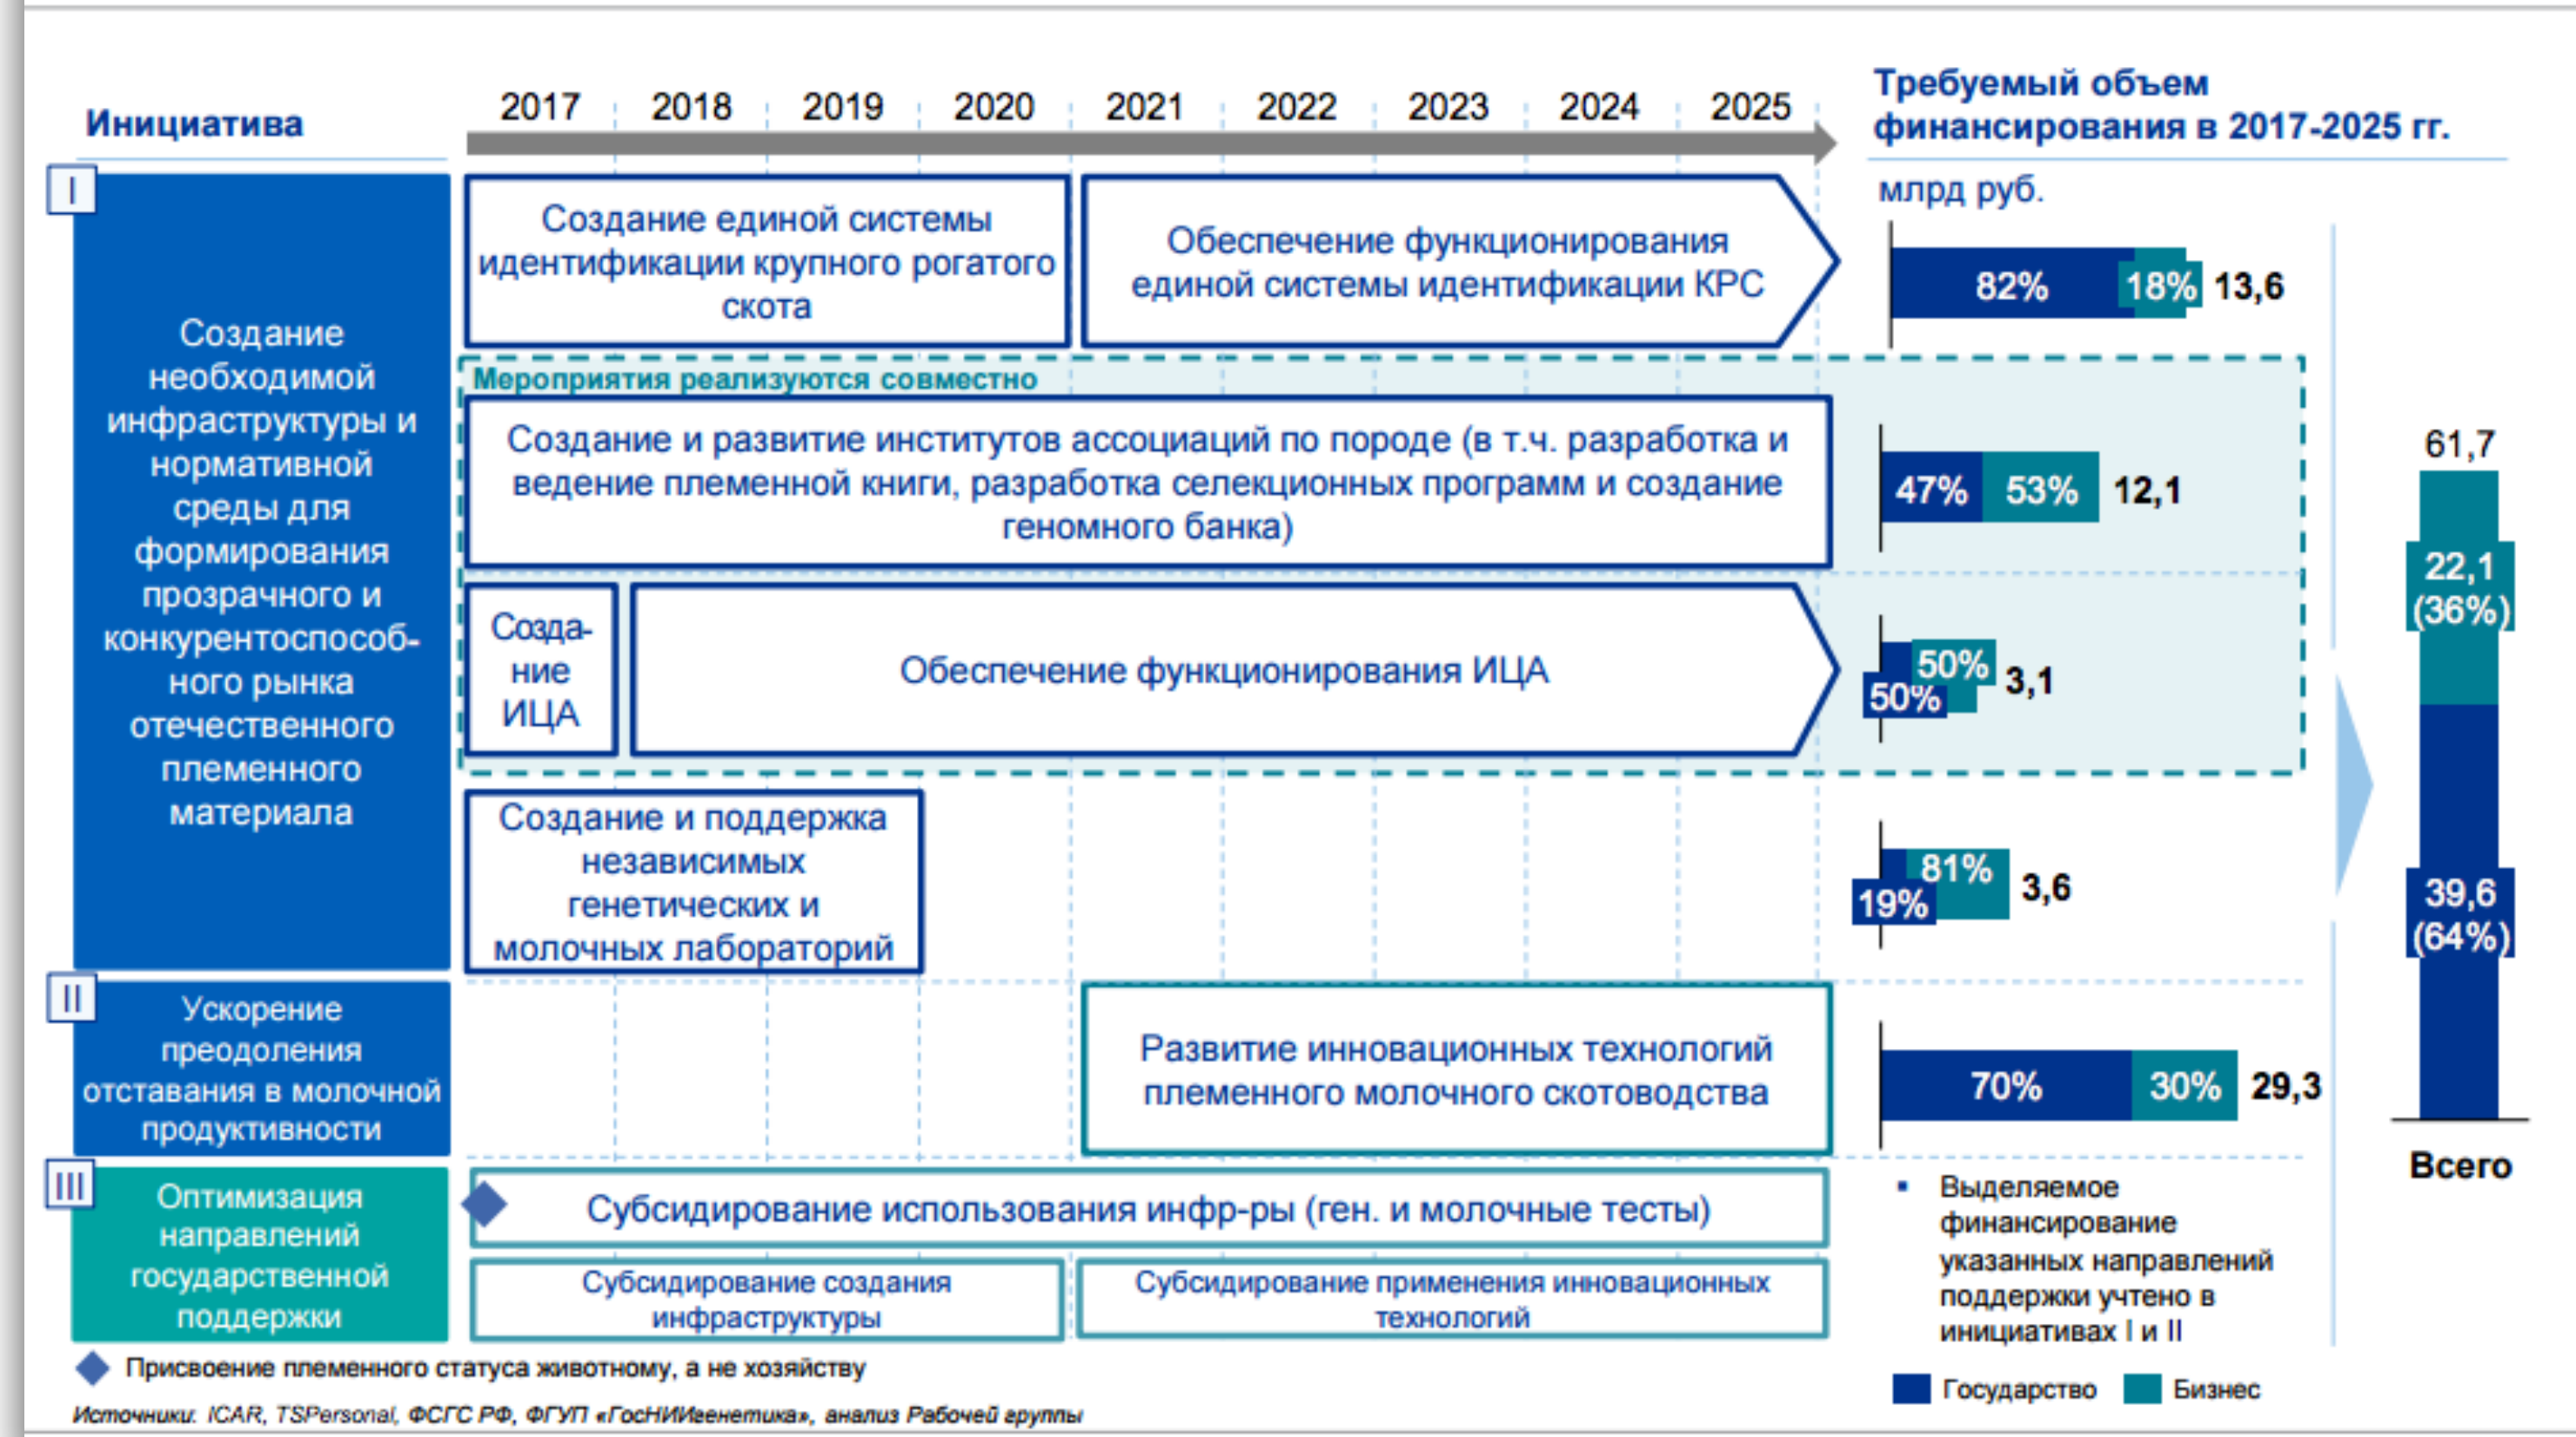 Инициатива
2017
2018
2019
2020
2021
2022
2023
2024
2025
Требуемый объем
финансирования в 2017-2025 гг.
млрд руб.
I
Создание
необходимой
инфраструктуры и
нормативной
среды для
формирования
прозрачного и
конкурентоспособ-
ного рынка
отечественного
племенного
материала
Создание единой системы
идентификации крупного рогатого
скота
Обеспечение функционирования
единой системы идентификации КРС
82%
18%
13,6
Мероприятия реализуются совместно
Создание и развитие институтов ассоциаций по породе (в т.ч. разработка и
ведение племенной книги, разработка селекционных программ и создание
геномного банка)
47%
53%
12,1
Созда-
ние
ИЦА
Обеспечение функционирования ИЦА
50%
50%
3,1
Создание и поддержка
независимых
генетических и
молочных лабораторий
81%
19%
3,6
II
Ускорение
преодоления
отставания в молочной
продуктивности
Развитие инновационных технологий
племенного молочного скотоводства
70%
30%
29,3
III
Оптимизация
направлений
государственной
поддержки
Субсидирование использования инфр-ры (ген. и молочные тесты)
Субсидирование создания
инфраструктуры
Субсидирование применения инновационных
технологий
▪ Выделяемое
финансирование
указанных направлений
поддержки учтено в
инициативах I и II
61,7
22,1
(36%)
39,6
(64%)
Всего
Присвоение племенного статуса животному, а не хозяйству
Государство
Бизнес
Источники: ICAR, TSPersonal, ФСГС РФ, ФГУП «ГосНИИгенетика», анализ Рабочей группы